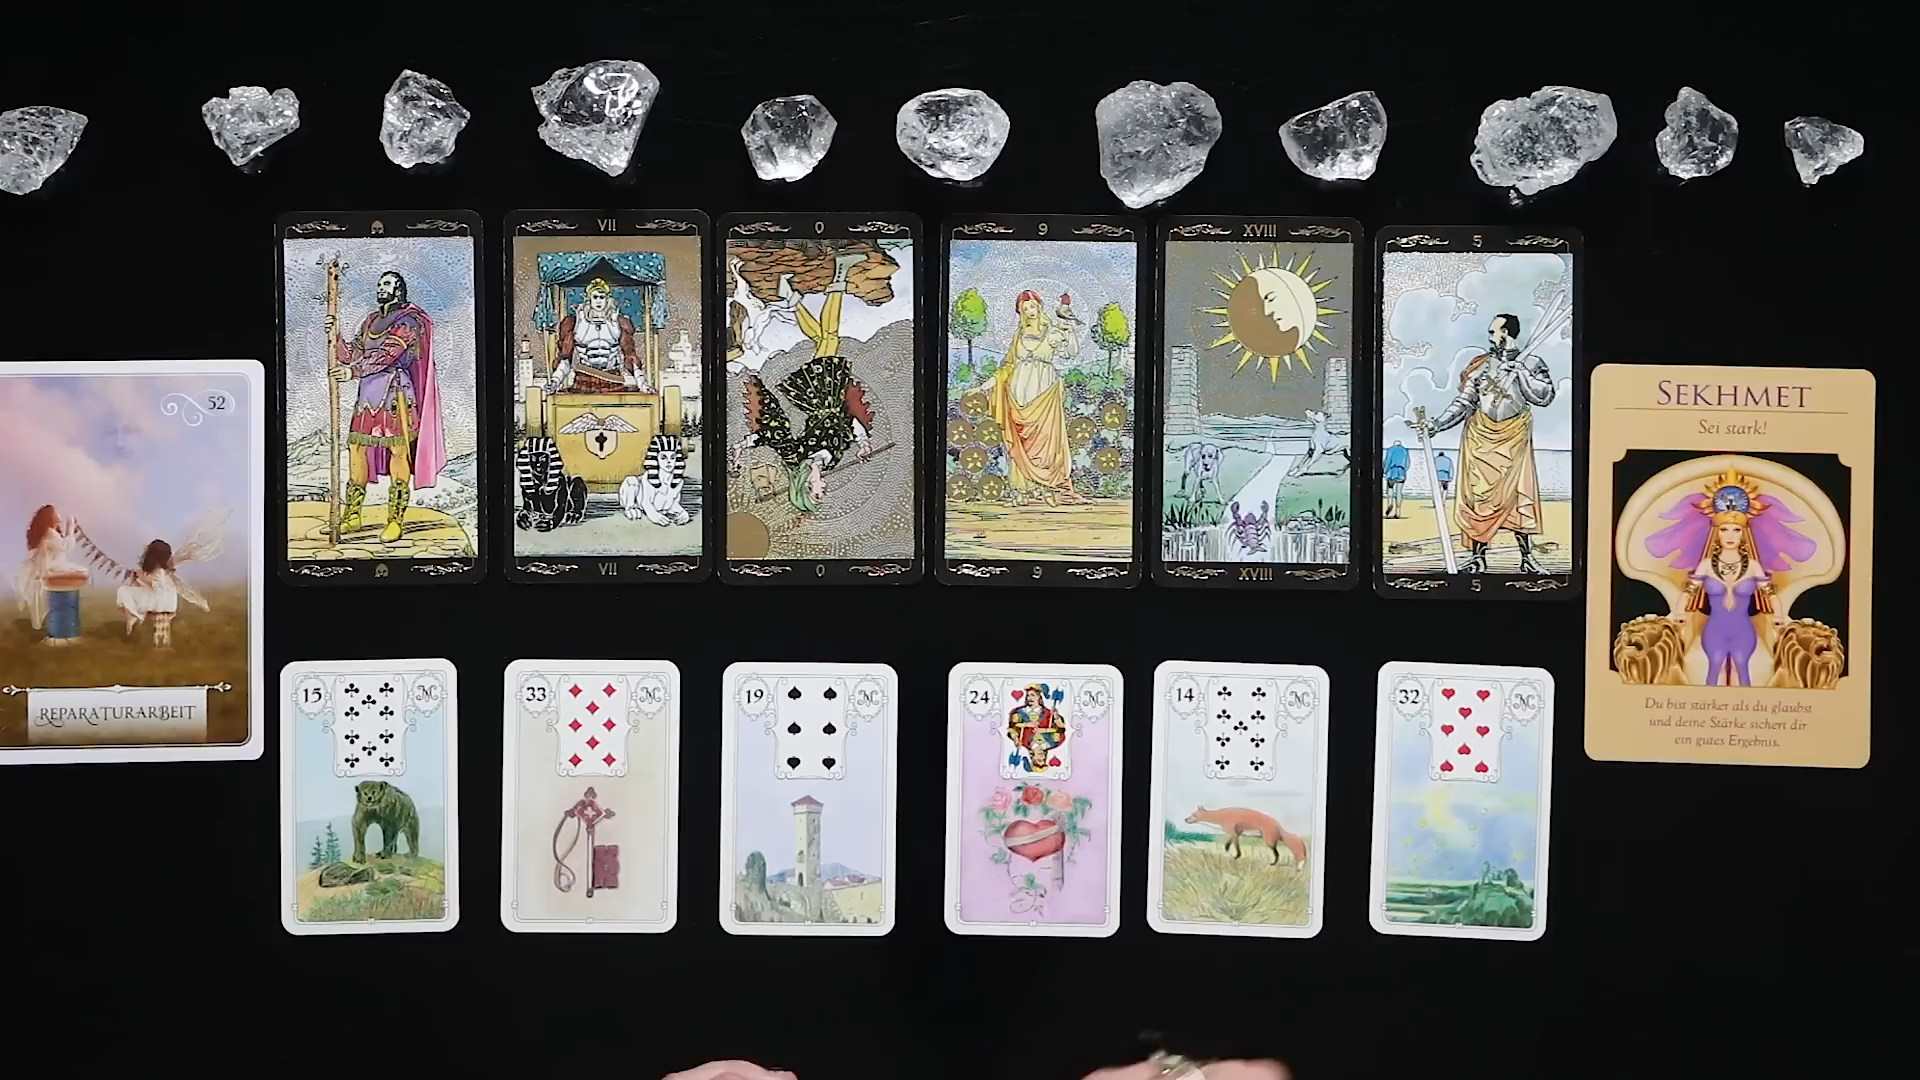 VII
0
9
XVIII
5
52
REPARATURARBEIT
VII
0
9
XVIII
5
SEKHMET
Sei stark!
Du bist stärker als du glaubst
und deine Stärke sichert dir
ein gutes Ergebnis.
15
33
19
24
14
32